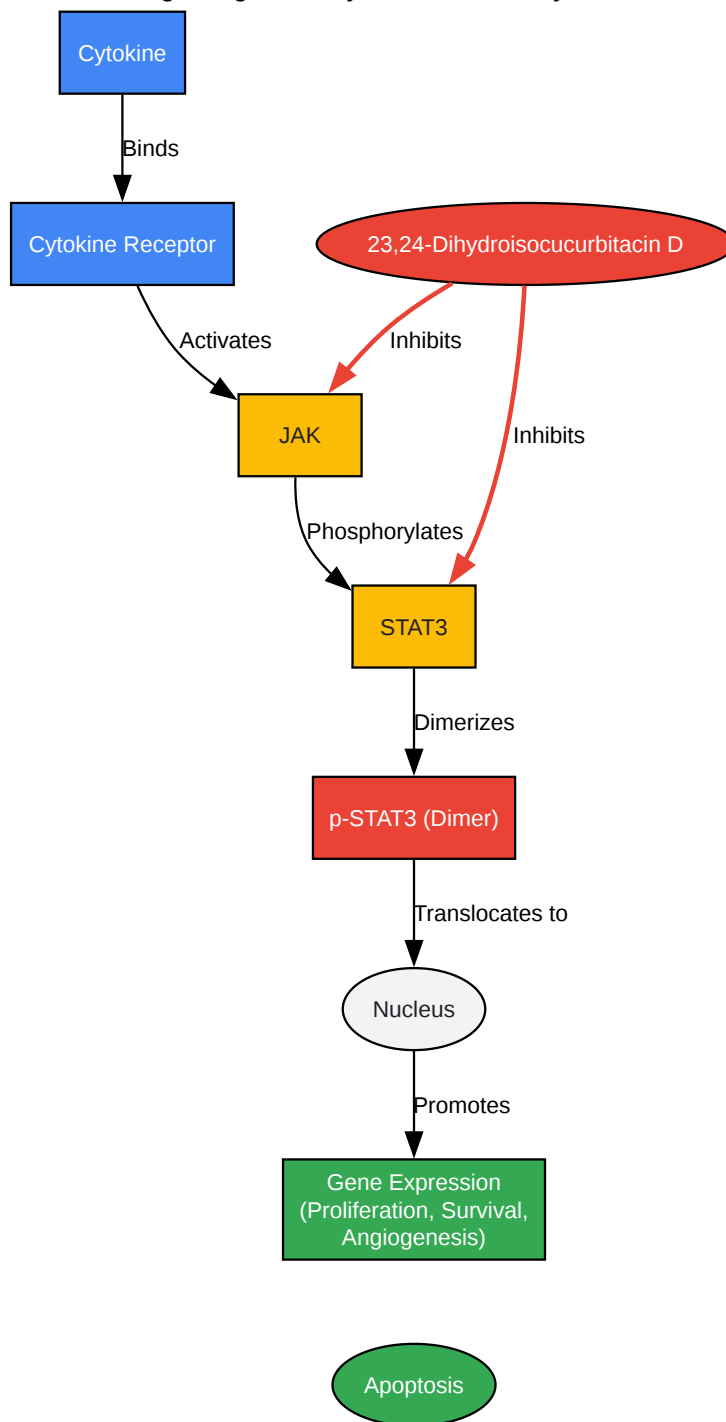 Cytokine
Binds
Cytokine Receptor
23,24-Dihydroisocucurbitacin D
Activates
Inhibits
JAK
Inhibits
Phosphorylates
STAT3
Dimerizes
p-STAT3 (Dimer)
Translocates to
Nucleus
Promotes
Gene Expression
(Proliferation, Survival,
Angiogenesis)
Apoptosis